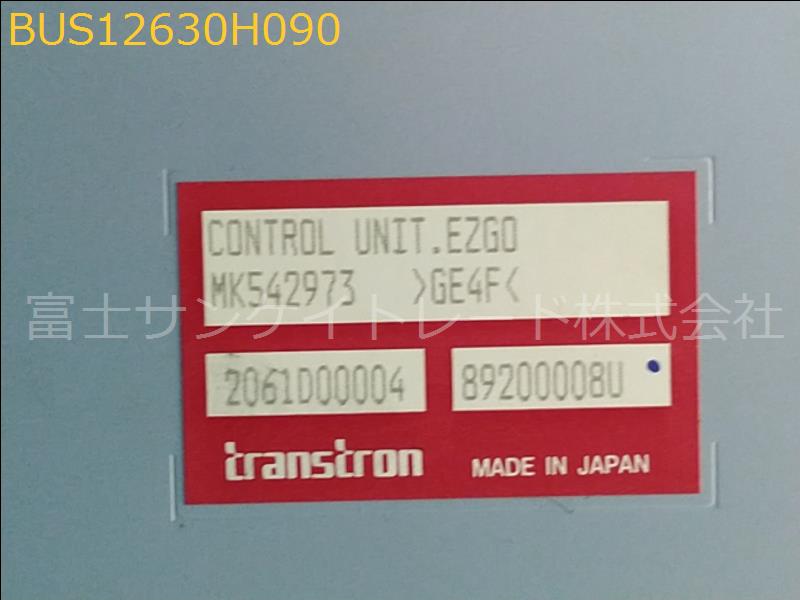 BUS12630H090
CONTROL UNIT.EZGO
MK542973 >GE4F<
富士サンケイトレード株式会社
2061D00004 89200008U
transtron MADE IN JAPAN